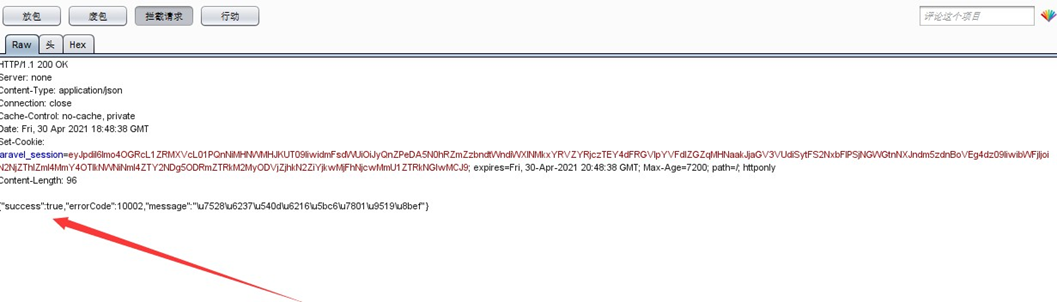 放包 废包 拦截请求 行动 评论这个项目
Raw 头 Hex
HTTP/1.1 200 OK
Server: none
Content-Type: application/json
Connection: close
Cache-Control: no-cache, private
Date: Fri, 30 Apr 2021 18:48:38 GMT
Set-Cookie:
expires=Fri, 30-Apr-2021 20:48:38 GMT; Max-Age=7200; path=/; httponly
Content-Length: 96
{"success":true,"errorCode":10002,"message":"\u7528\u6237\u540d\u6216\u5bc6\u7801\u9519\u8bef"}